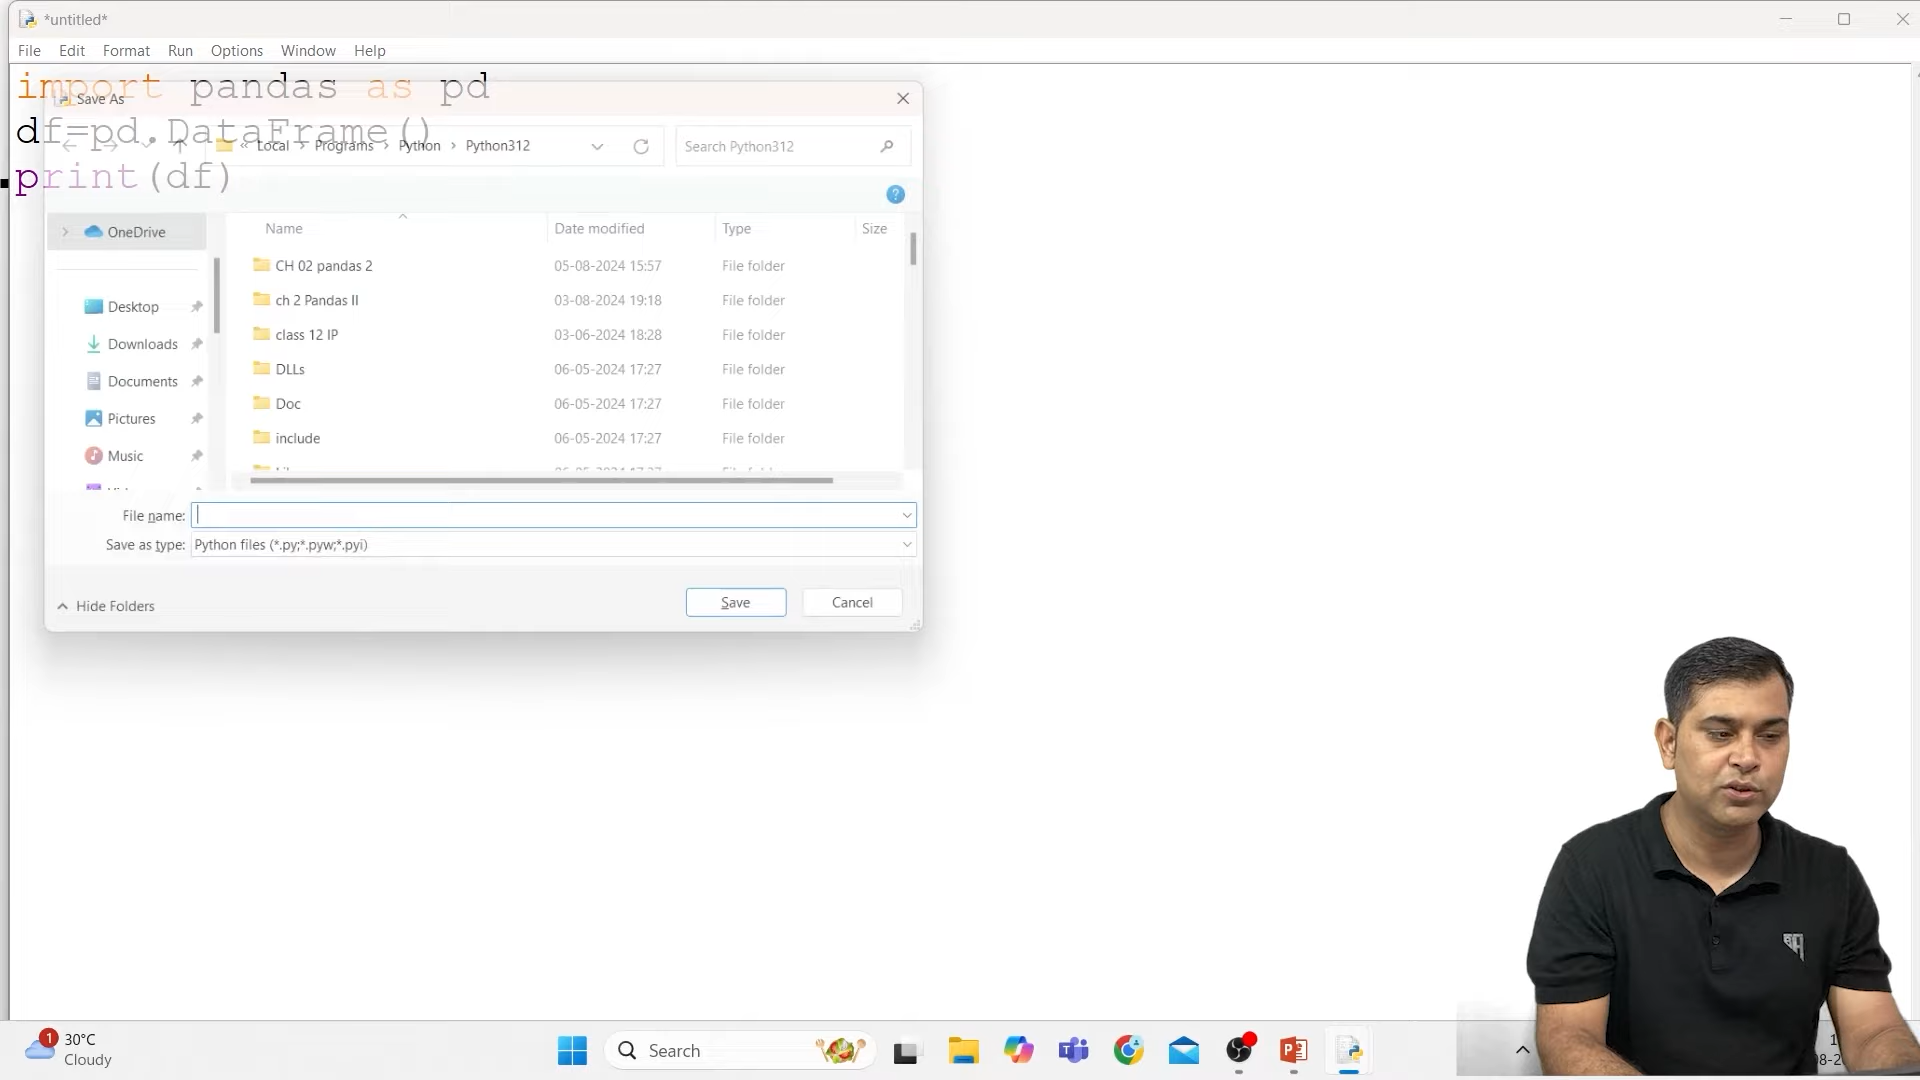 *untitled*
File Edit Format Run Options Window Help
import pandas as pd
df=pd.DataFrame()
print(df)
Save As
« Local › Programs › Python › Python312
Search Python312
OneDrive
Desktop
Downloads
Documents
Pictures
Music
Name Date modified Type Size
CH 02 pandas 2 05-08-2024 15:57 File folder
ch 2 Pandas II 03-08-2024 19:18 File folder
class 12 IP 03-06-2024 18:28 File folder
DLLs 06-05-2024 17:27 File folder
Doc 06-05-2024 17:27 File folder
include 06-05-2024 17:27 File folder
File name:
Save as type: Python files (*.py;*.pyw;*.pyi)
Hide Folders
Save Cancel
1
30°C
Cloudy
Search